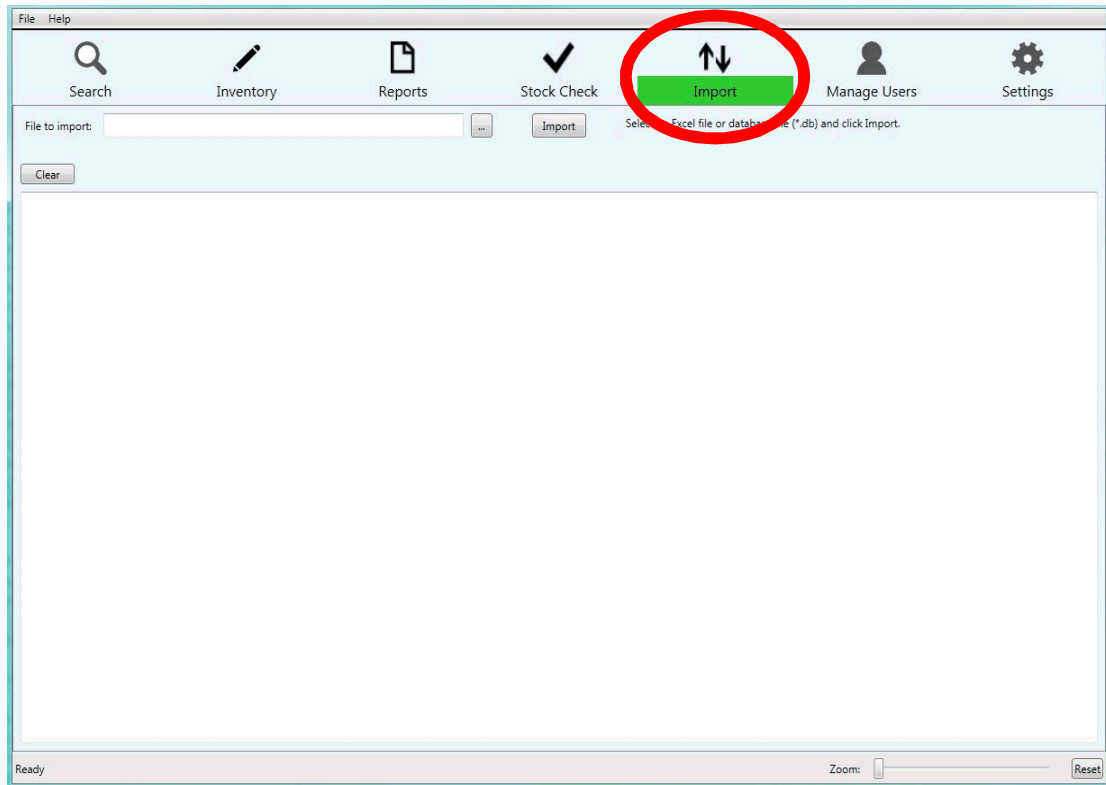 File Help
Search Inventory Reports Stock Check Import Manage Users Settings
File to import: ... Import Excel file or (*.db) and click Import.
Clear
Ready Zoom: Reset